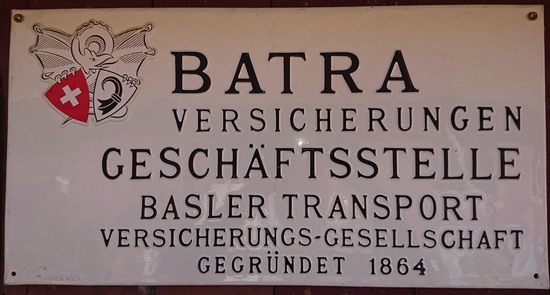 BATRA
VERSICHERUNGEN
GESCHÄFTSSTELLE
BASLER TRANSPORT
VERSICHERUNGS-GESELLSCHAFT
GEGRÜNDET 1864